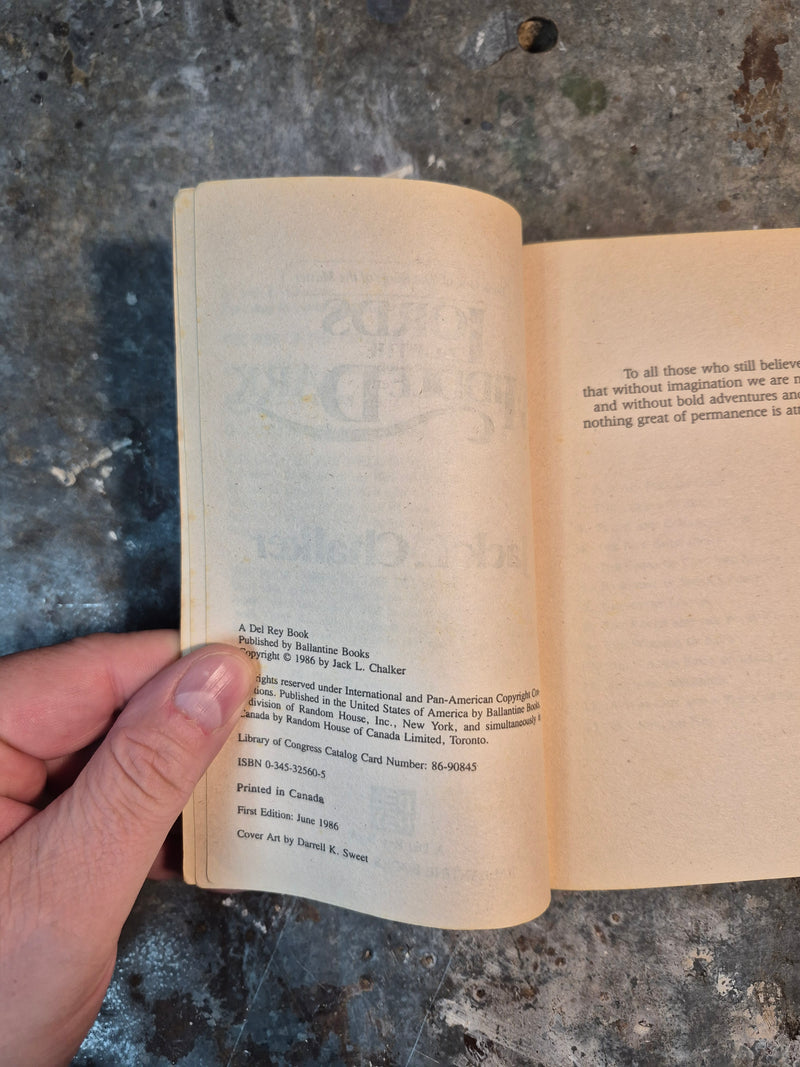 A Del Rey Book
Published by Ballantine Books
Copyright © 1986 by Jack L. Chalker
rights reserved under International and Pan-American Copyright Con-
tions. Published in the United States of America by Ballantine Books,
division of Random House, Inc., New York, and simultaneously
Canada by Random House of Canada Limited, Toronto.
Library of Congress Catalog Card Number: 86-90845
ISBN 0-345-32560-5
Printed in Canada
First Edition: June 1986
Cover Art by Darrell K. Sweet
To all those who still believe
that without imagination we are
and without bold adventures and
nothing great of permanence is